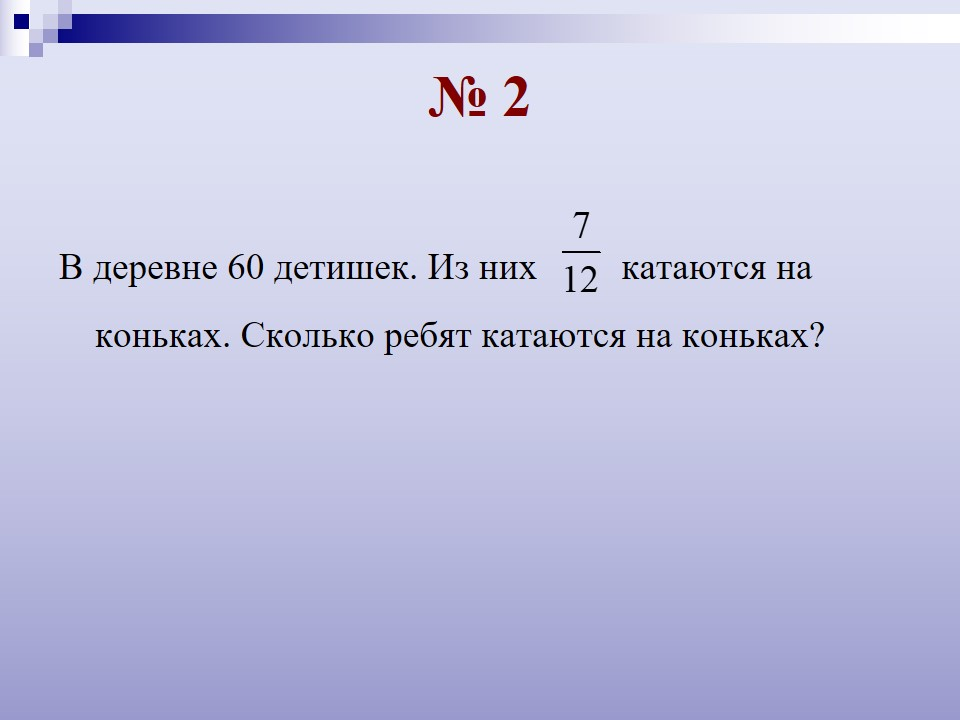 № 2
В деревне 60 детишек. Из них 7/12 катаются на
коньках. Сколько ребят катаются на коньках?